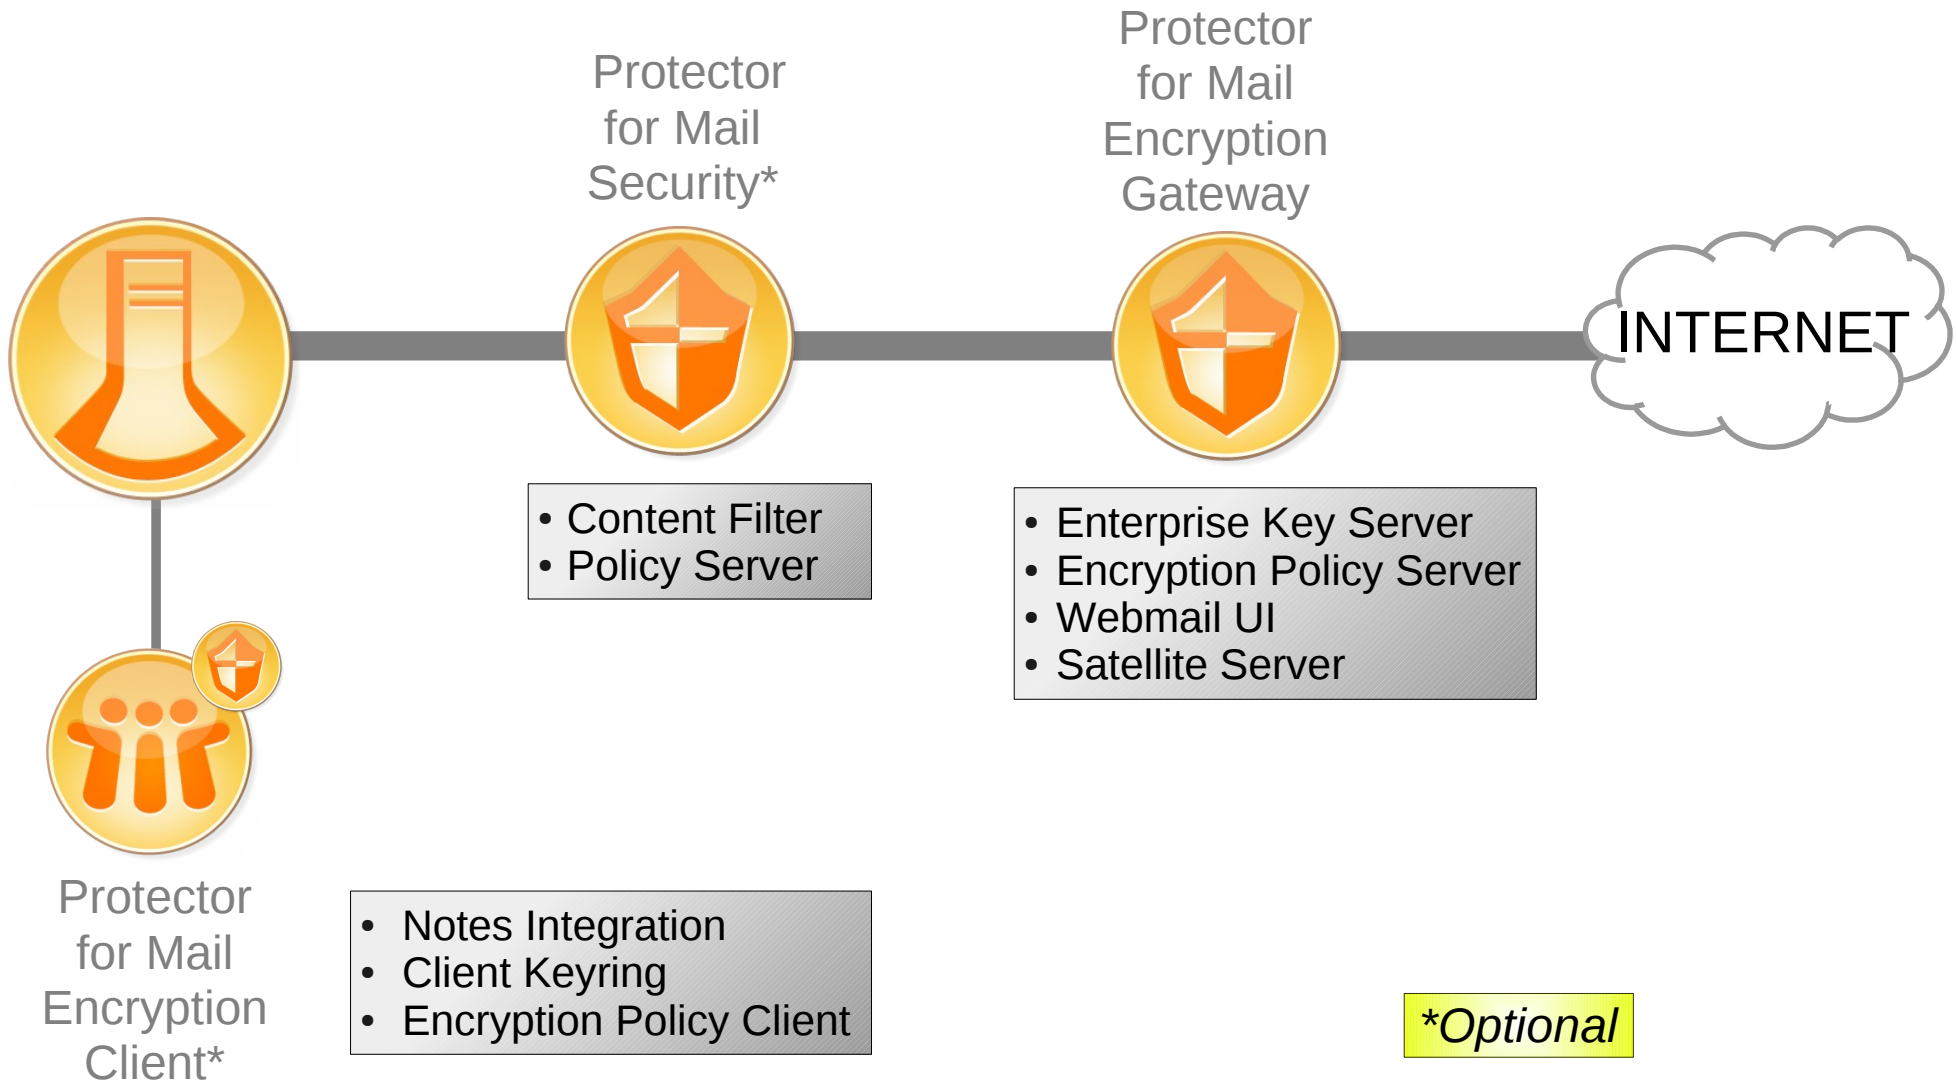 Protector
for Mail
Security*
Protector
for Mail
Encryption
Gateway
INTERNET
• Content Filter
• Policy Server
• Enterprise Key Server
• Encryption Policy Server
• Webmail UI
• Satellite Server
Protector
for Mail
Encryption
Client*
• Notes Integration
• Client Keyring
• Encryption Policy Client
*Optional